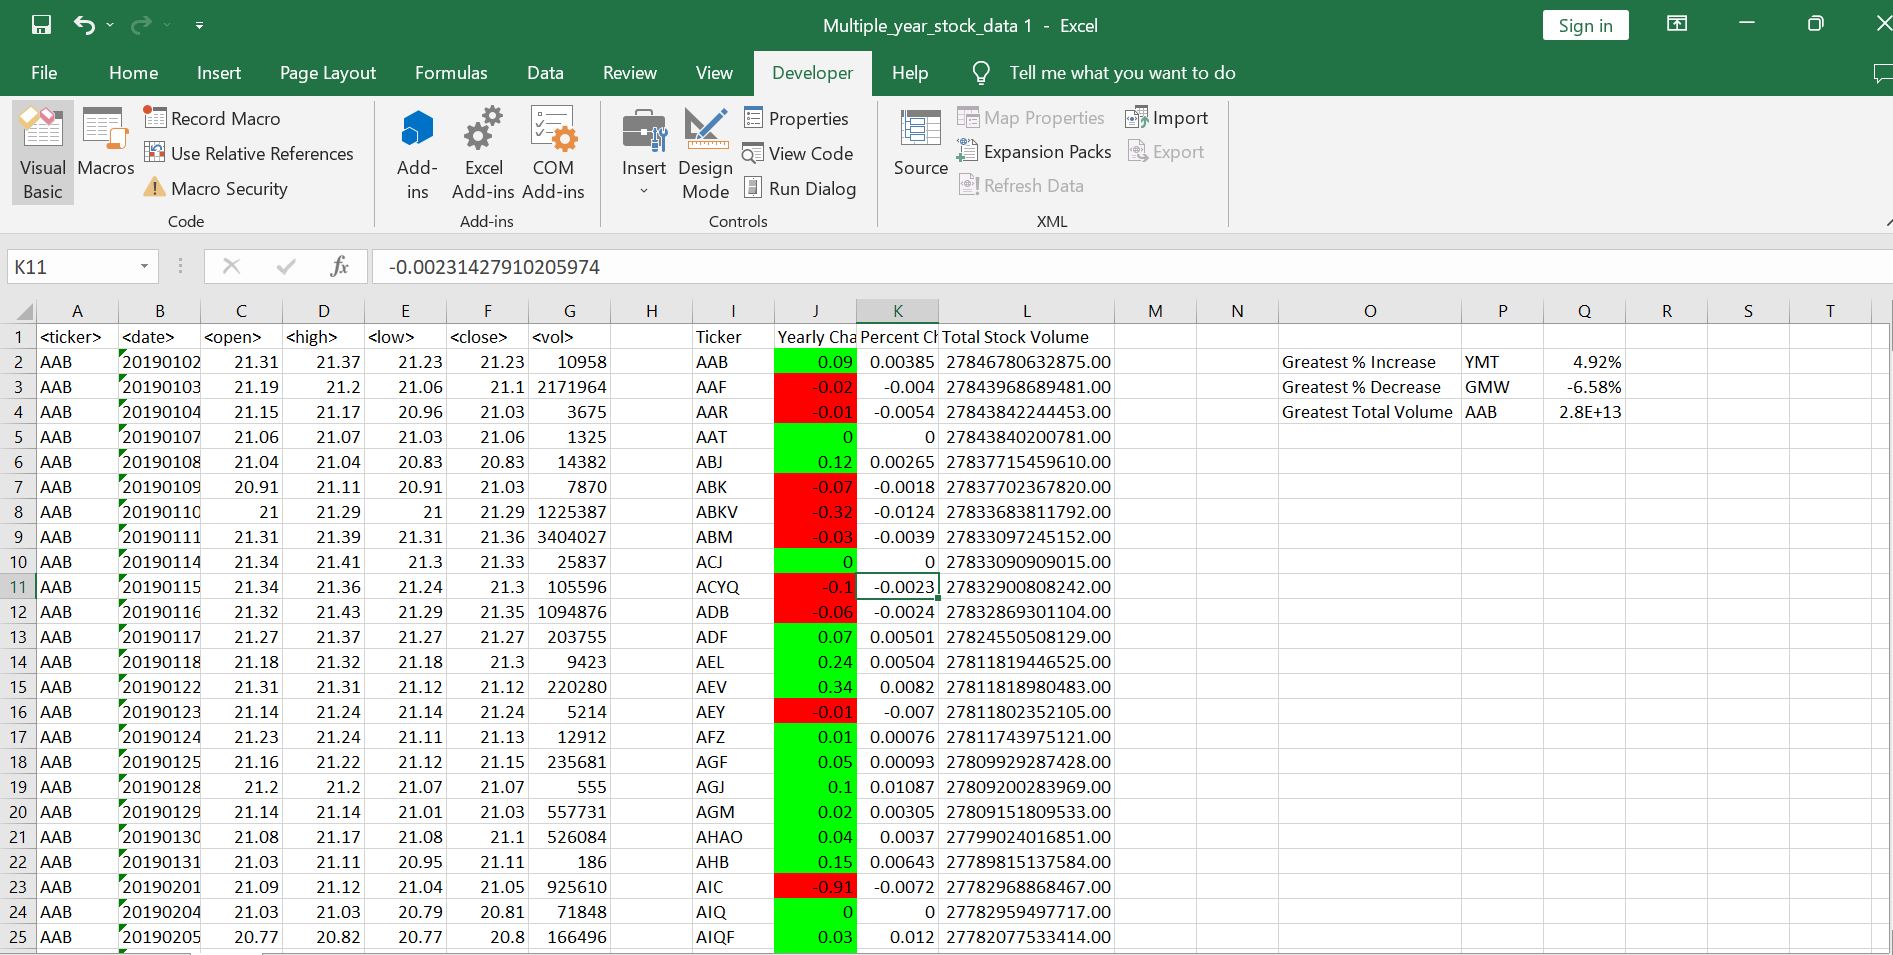 Multiple_year_stock_data 1 - Excel
Sign in
File Home Insert Page Layout Formulas Data Review View Developer Help Tell me what you want to do
Visual Basic
Macros
Record Macro
Use Relative References
Macro Security
Code
Add-ins
Excel Add-ins
COM Add-ins
Add-ins
Insert
Design Mode
Properties
View Code
Run Dialog
Controls
Source
Map Properties
Expansion Packs
Refresh Data
Import
Export
XML
K11 fx -0.00231427910205974
A B C D E F G H I J K L M N O P Q R S T
1 <ticker> <date> <open> <high> <low> <close> <vol> Ticker Yearly Cha Percent Ch Total Stock Volume
2 AAB 20190102 21.31 21.37 21.23 21.23 10958 AAB 0.09 0.00385 27846780632875.00 Greatest % Increase YMT 4.92%
3 AAB 20190103 21.19 21.2 21.06 21.1 2171964 AAF -0.02 -0.004 27843968689481.00 Greatest % Decrease GMW -6.58%
4 AAB 20190104 21.15 21.17 20.96 21.03 3675 AAR -0.01 -0.0054 27843842244453.00 Greatest Total Volume AAB 2.8E+13
5 AAB 20190107 21.06 21.07 21.03 21.06 1325 AAT 0 0 27843840200781.00
6 AAB 20190108 21.04 21.04 20.83 20.83 14382 ABJ 0.12 0.00265 27837715459610.00
7 AAB 20190109 20.91 21.11 20.91 21.03 7870 ABK -0.07 -0.0018 27837702367820.00
8 AAB 20190110 21 21.29 21 21.29 1225387 ABKV -0.32 -0.0124 27833683811792.00
9 AAB 20190111 21.31 21.39 21.31 21.36 3404027 ABM -0.03 -0.0039 27833097245152.00
10 AAB 20190114 21.34 21.41 21.3 21.33 25837 ACJ 0 0 27833090909015.00
11 AAB 20190115 21.34 21.36 21.24 21.3 105596 ACYQ -0.1 -0.0023 27832900808242.00
12 AAB 20190116 21.32 21.43 21.29 21.35 1094876 ADB -0.06 -0.0024 27832869301104.00
13 AAB 20190117 21.27 21.37 21.27 21.27 203755 ADF 0.07 0.00501 27824550508129.00
14 AAB 20190118 21.18 21.32 21.18 21.3 9423 AEL 0.24 0.00504 27811819446525.00
15 AAB 20190122 21.31 21.31 21.12 21.12 220280 AEV 0.34 0.0082 27811818980483.00
16 AAB 20190123 21.14 21.24 21.14 21.24 5214 AEY -0.01 -0.007 27811802352105.00
17 AAB 20190124 21.23 21.24 21.11 21.13 12912 AFZ 0.01 0.00076 27811743975121.00
18 AAB 20190125 21.16 21.22 21.12 21.15 235681 AGF 0.05 0.00093 27809929287428.00
19 AAB 20190128 21.2 21.2 21.07 21.07 555 AGJ 0.1 0.01087 27809200283969.00
20 AAB 20190129 21.14 21.14 21.01 21.03 557731 AGM 0.02 0.00305 27809151809533.00
21 AAB 20190130 21.08 21.17 21.08 21.1 526084 AHAO 0.04 0.0037 27799024016851.00
22 AAB 20190131 21.03 21.11 20.95 21.11 186 AHB 0.15 0.00643 27789815137584.00
23 AAB 20190201 21.09 21.12 21.04 21.05 925610 AIC -0.91 -0.0072 27782968868467.00
24 AAB 20190204 21.03 21.03 20.79 20.81 71848 AIQ 0 0 27782959497717.00
25 AAB 20190205 20.77 20.82 20.77 20.8 166496 AIQF 0.03 0.012 27782077533414.00